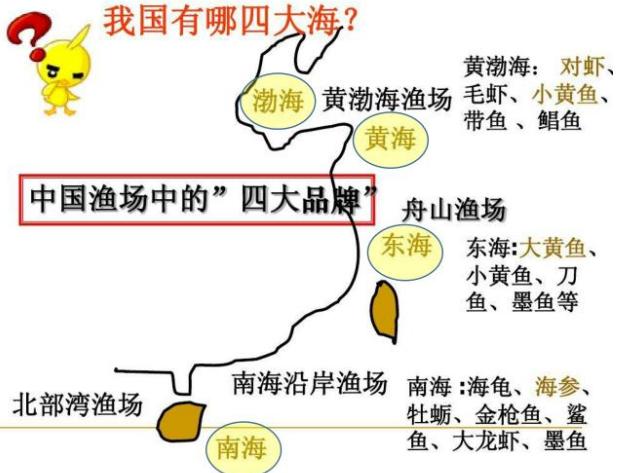 我国有哪四大海?
黄渤海: 对虾、
毛虾、小黄鱼、
带鱼 、鲳鱼
渤海
黄渤海渔场
黄海
中国渔场中的”四大品牌”
舟山渔场
东海
东海:大黄鱼、
小黄鱼、刀
鱼、墨鱼等
南海沿岸渔场
北部湾渔场
南海
南海 :海龟、海参、
牡蛎、金枪鱼、鲨
鱼、大龙虾、墨鱼